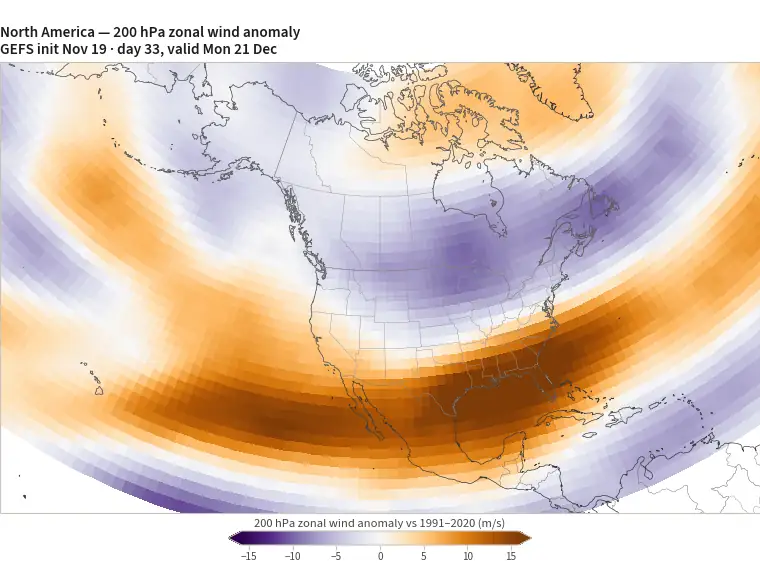 North America — 200 hPa zonal wind anomaly
GEFS init Nov 19 · day 33, valid Mon 21 Dec
200 hPa zonal wind anomaly vs 1991–2020 (m/s)
−15 −10 −5 0 5 10 15